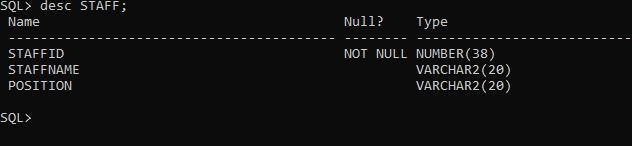 SQL> desc STAFF;
 Name                                      Null?    Type
 ----------------------------------------- -------- ----------------------------
 STAFFID                                   NOT NULL NUMBER(38)
 STAFFNAME                                          VARCHAR2(20)
 POSITION                                           VARCHAR2(20)
SQL>